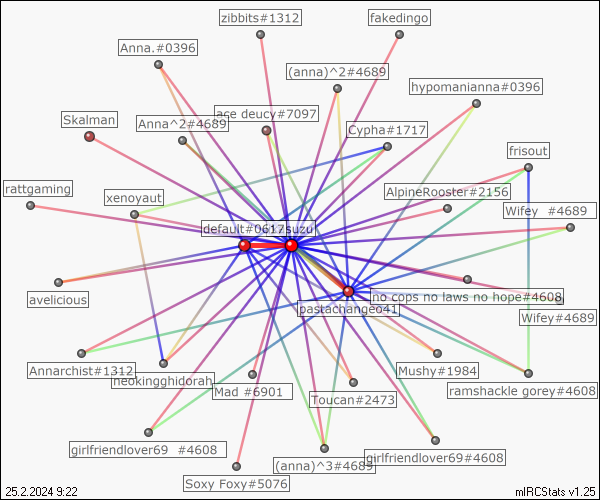 zibbits#1312
fakedingo
Anna.#0396
(anna)^2#4689
hypomanianna#0396
ace deucy#7097
Skalman
Anna^2#4689
Cypha#1717
frisout
rattgaming
xenoyaut
AlpineRooster#2156
Wifey #4689
default#0617
suzu
avelicious
no cops no laws no hope#4608
pastachange041
Wifey#4689
Annarchist#1312
neokingghidorah
Mushy#1984
Mad #6901
Toucan#2473
ramshackle gorey#4608
girlfriendlover69 #4608
(anna)^3#4689
girlfriendlover69#4608
Soxy Foxy#5076
25.2.2024 9:22
mIRCStats v1.25